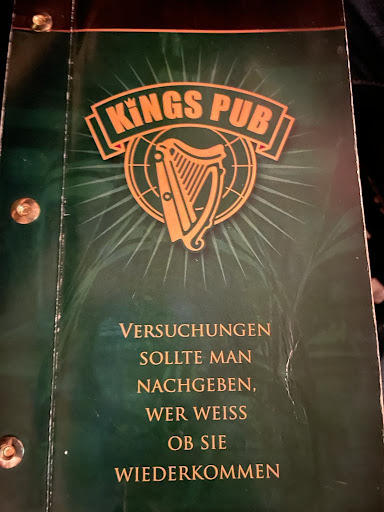 KINGS PUB
VERSUCHUNGEN
SOLLTE MAN
NACHGEBEN,
WER WEISS
OB SIE
WIEDERKOMMEN